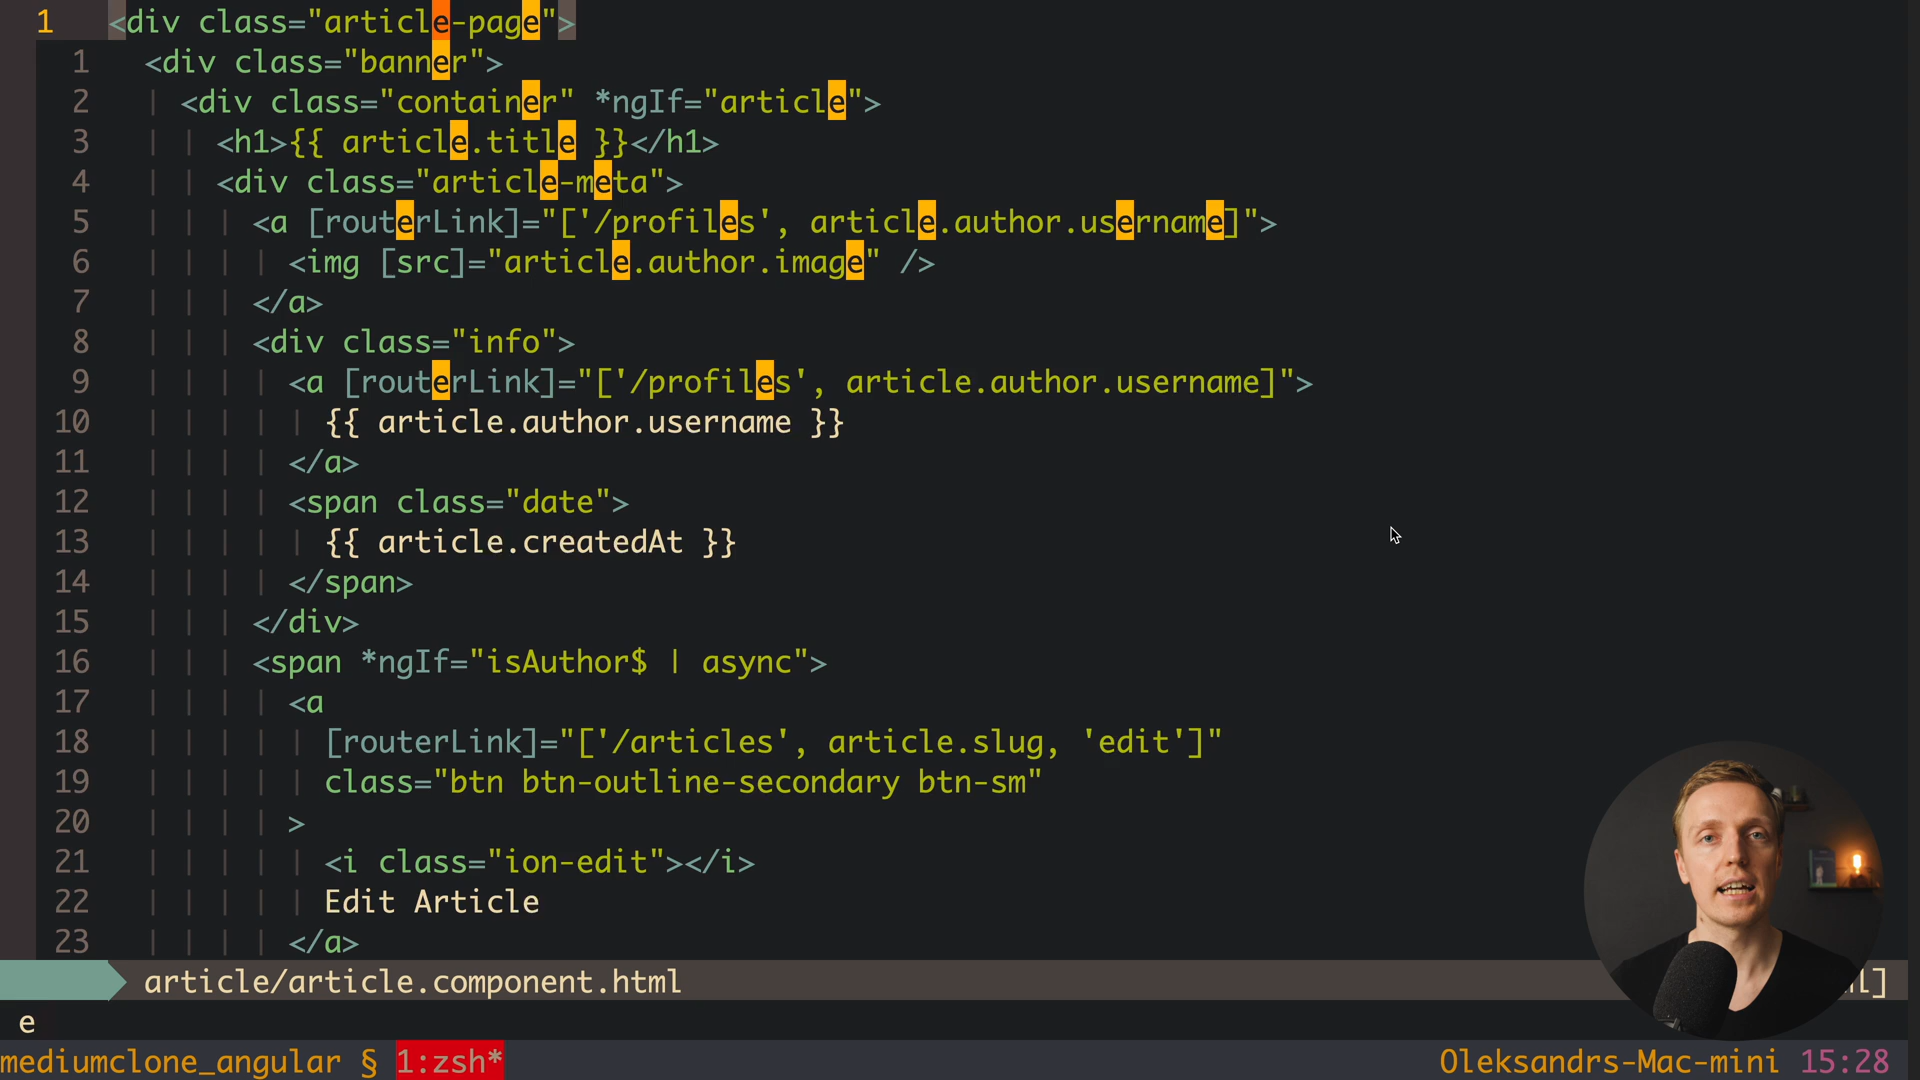 1 <div class="article-page">
1 <div class="banner">
2 <div class="container" *ngIf="article">
3 <h1>{{ article.title }}</h1>
4 <div class="article-meta">
5 <a [routerLink]="['/profiles', article.author.username]">
6 <img [src]="article.author.image" />
7 </a>
8 <div class="info">
9 <a [routerLink]="['/profiles', article.author.username]">
10 {{ article.author.username }}
11 </a>
12 <span class="date">
13 {{ article.createdAt }}
14 </span>
15 </div>
16 <span *ngIf="isAuthor$ | async">
17 <a
18 [routerLink]="['/articles', article.slug, 'edit']"
19 class="btn btn-outline-secondary btn-sm"
20 >
21 <i class="ion-edit"></i>
22 Edit Article
23 </a>
article/article.component.html
e
mediumclone_angular § 1:zsh* Oleksandrs-Mac-mini 15:28